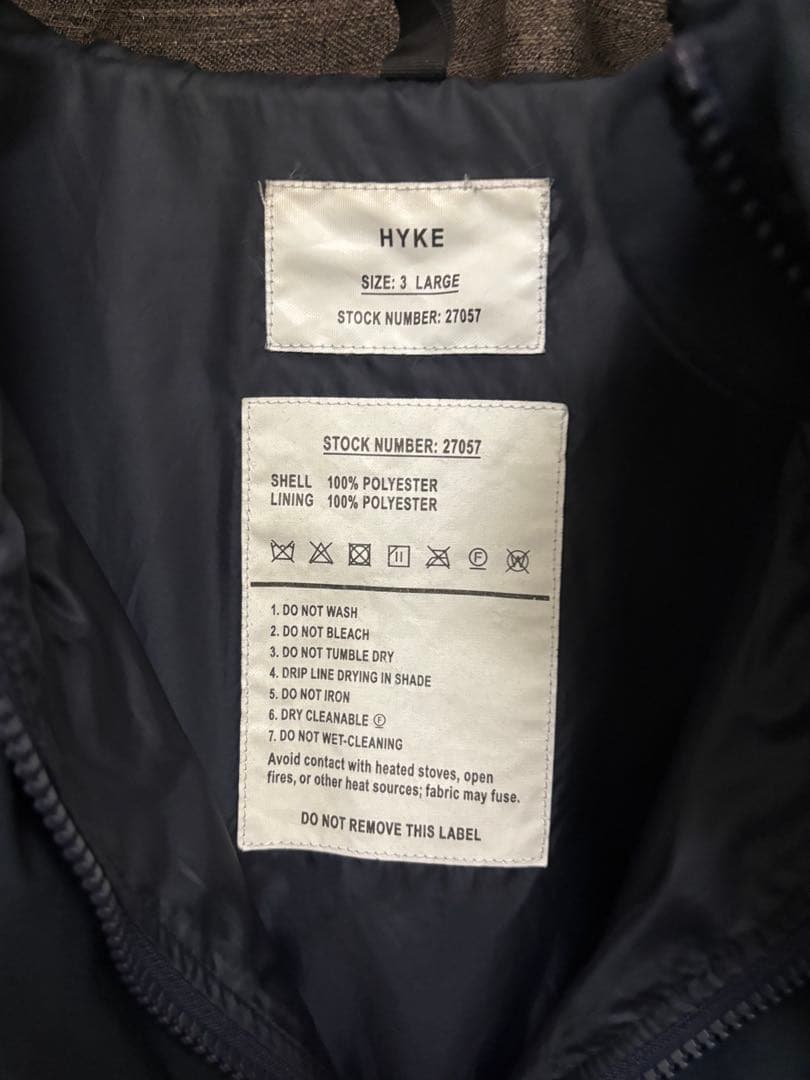 HYKE
SIZE: 3 LARGE
STOCK NUMBER: 27057
STOCK NUMBER: 27057
SHELL 100% POLYESTER
LINING 100% POLYESTER
F W
1. DO NOT WASH
2. DO NOT BLEACH
3. DO NOT TUMBLE DRY
4. DRIP LINE DRYING IN SHADE
5. DO NOT IRON
6. DRY CLEANABLE Ⓕ
7. DO NOT WET-CLEANING
Avoid contact with heated stoves, open
fires, or other heat sources; fabric may fuse.
DO NOT REMOVE THIS LABEL